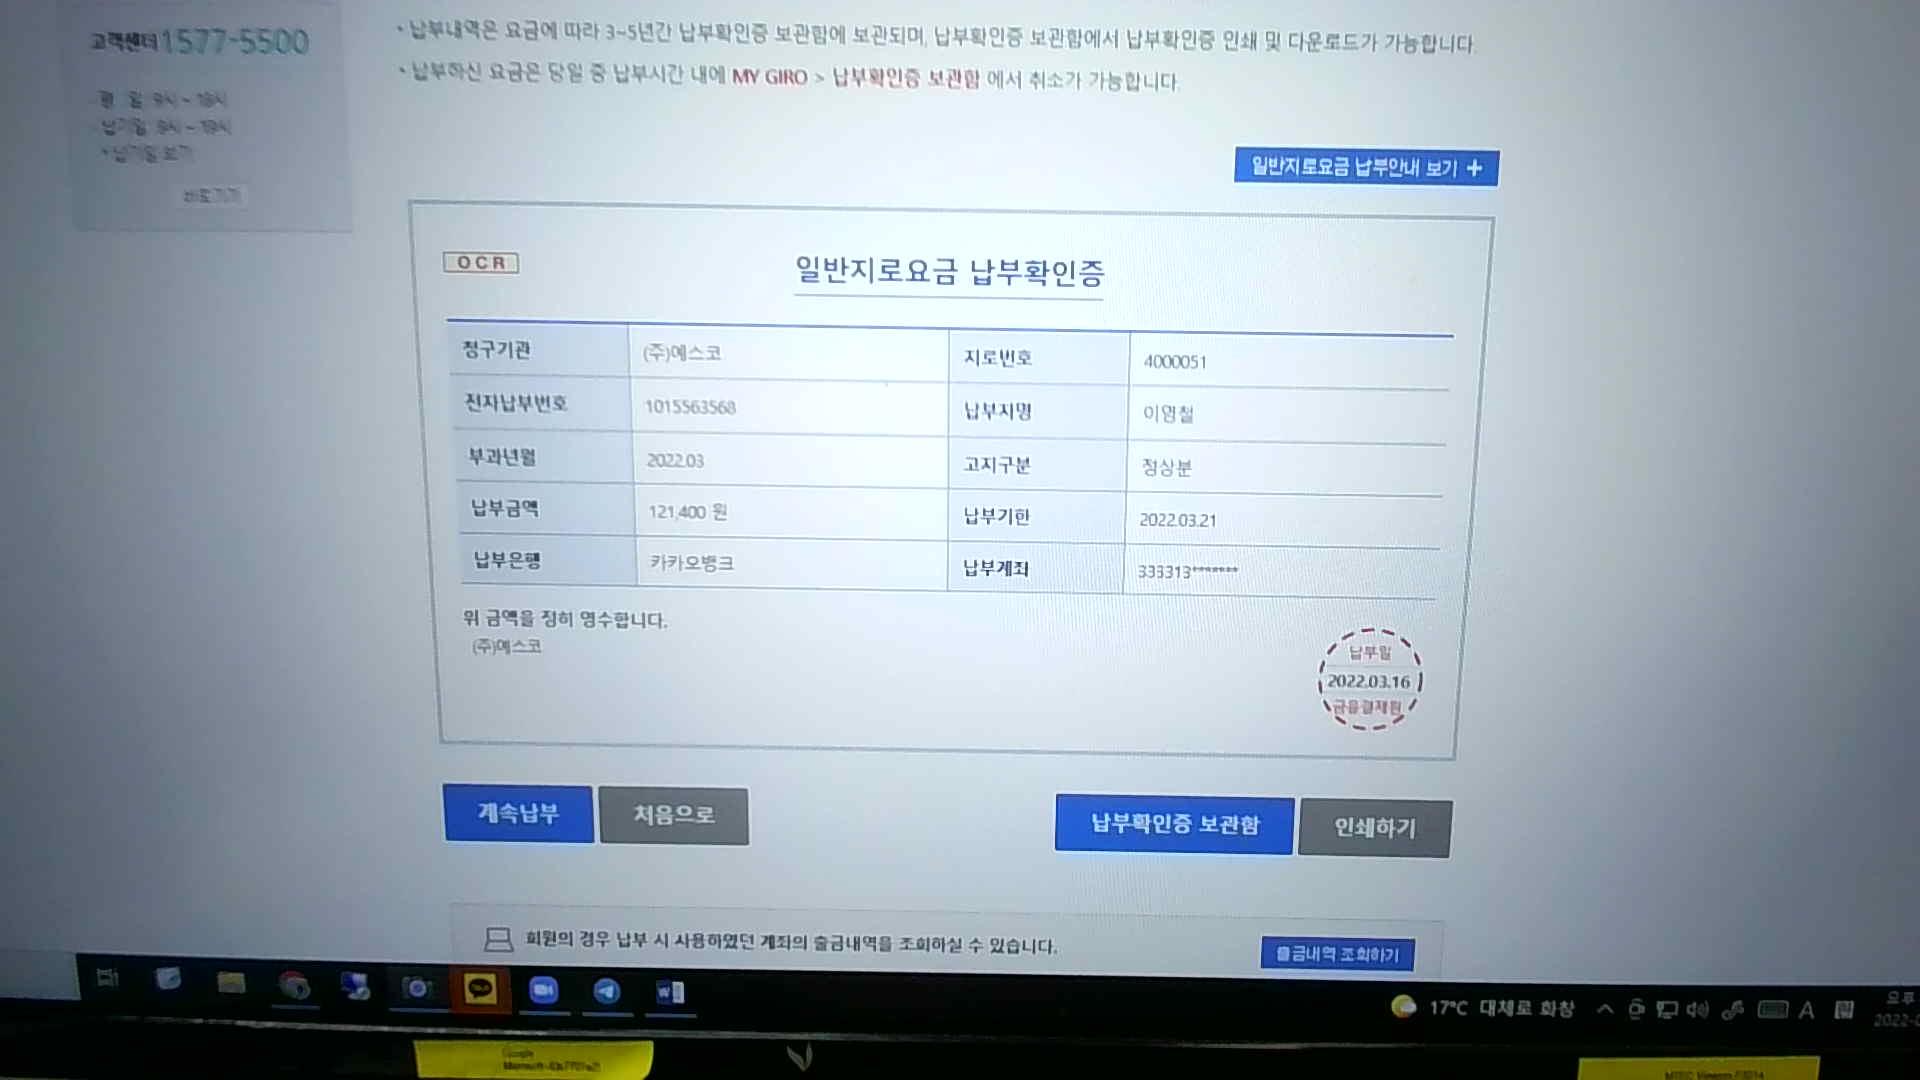 고객센터 1577-5500
평 일 9시 ~ 18시
납기일 9시 ~ 19시
납기일 보기
바로가기
• 납부내역은 요금에 따라 3~5년간 납부확인증 보관함에 보관되며, 납부확인증 보관함에서 납부확인증 인쇄 및 다운로드가 가능합니다.
• 납부하신 요금은 당일 중 납부시간 내에 MY GIRO > 납부확인증 보관함 에서 취소가 가능합니다.
일반지로요금 납부안내 보기 +
OCR
일반지로요금 납부확인증
청구기관 (주)예스코 지로번호 4000051
전자납부번호 1015563568 납부자명 이영철
부과년월 2022.03 고지구분 정상분
납부금액 121,400 원 납부기한 2022.03.21
납부은행 카카오뱅크 납부계좌 333313*******
위 금액을 정히 영수합니다.
(주)예스코
납부일
2022.03.16
금융결제원
계속납부 처음으로 납부확인증 보관함 인쇄하기
회원의 경우 납부 시 사용하였던 계좌의 출금내역을 조회하실 수 있습니다. 출금내역 조회하기
17°C 대체로 화창 A
오후
Google